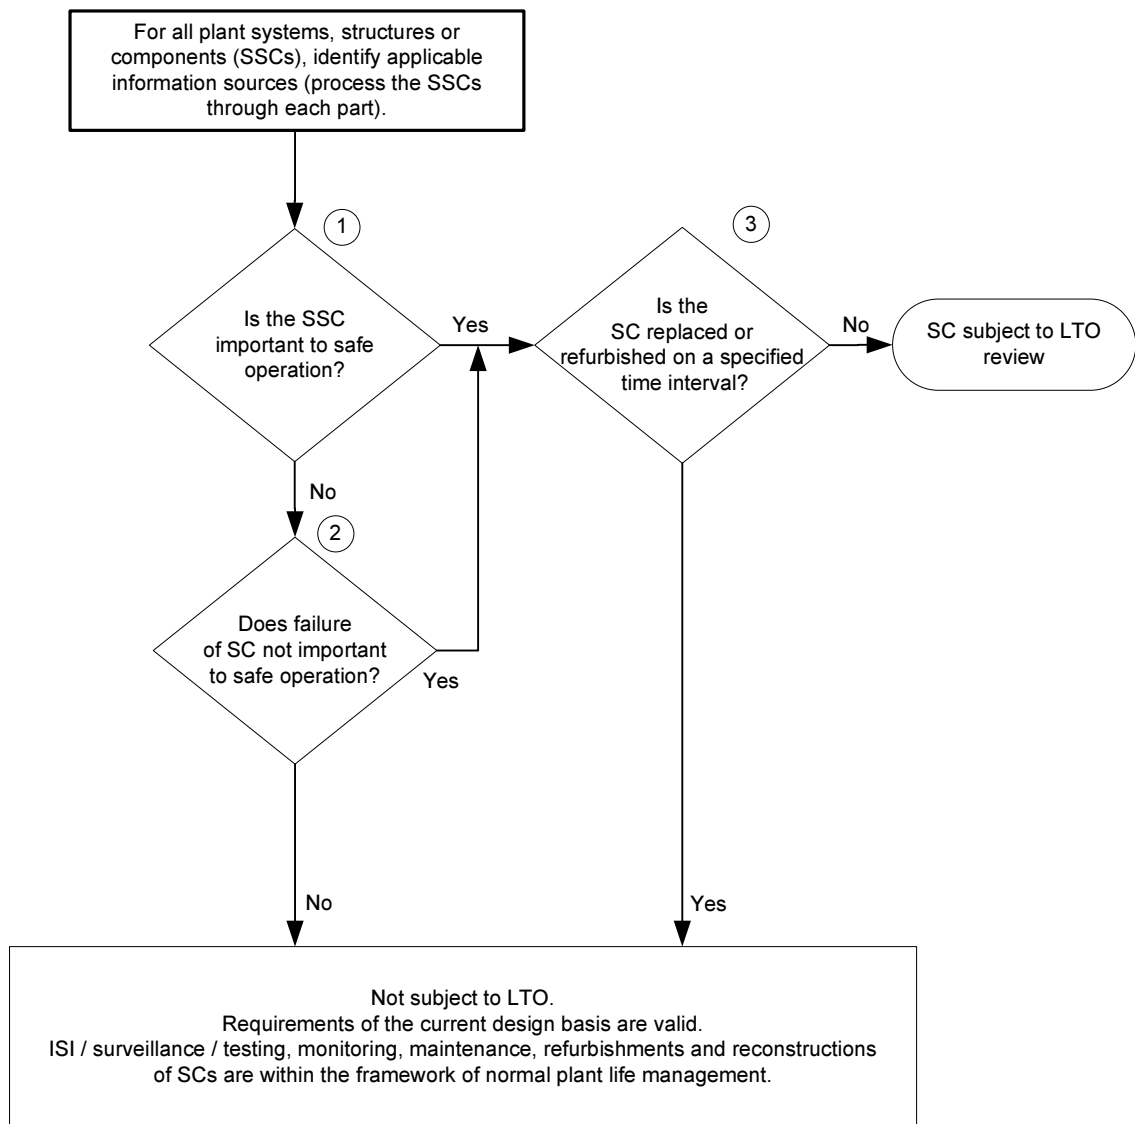 For all plant systems, structures or
components (SSCs), identify applicable
information sources (process the SSCs
through each part).
1
3
Is the SSC
important to safe
operation?
Yes
Is the
SC replaced or
refurbished on a specified
time interval?
No
SC subject to LTO
review
No
2
Does failure
of SC not important
to safe operation?
Yes
No
Yes
Not subject to LTO.
Requirements of the current design basis are valid.
ISI / surveillance / testing, monitoring, maintenance, refurbishments and reconstructions
of SCs are within the framework of normal plant life management.